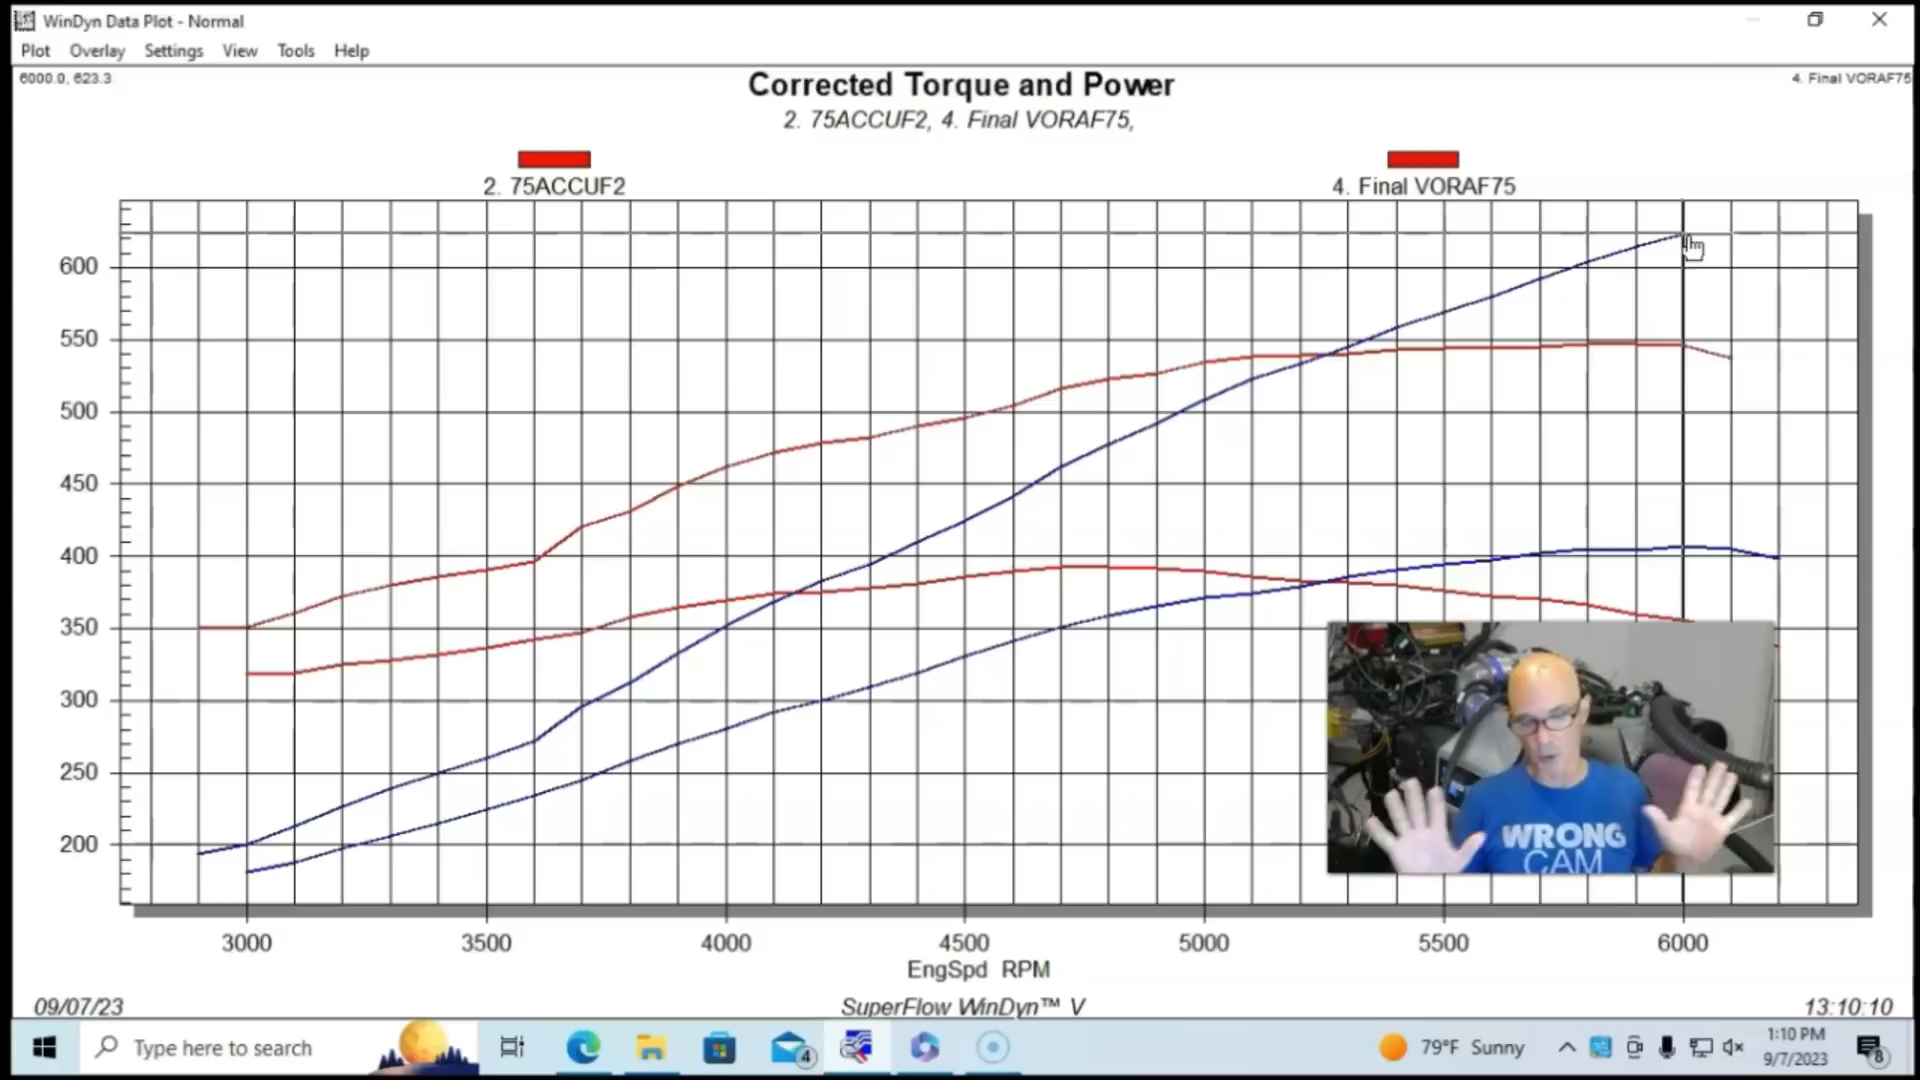 WinDyn Data Plot - Normal
Plot Overlay Settings View Tools Help
6000.0, 623.3
4. Final VORAF75
Corrected Torque and Power
2. 75ACCUF2, 4. Final VORAF75,
2. 75ACCUF2
4. Final VORAF75
600
550
500
450
400
350
300
250
200
3000 3500 4000 4500 5000 5500 6000
EngSpd RPM
WRONG
CAM
09/07/23
SuperFlow WinDyn™ V
13:10:10
Type here to search
4
79°F Sunny
1:10 PM
9/7/2023
8